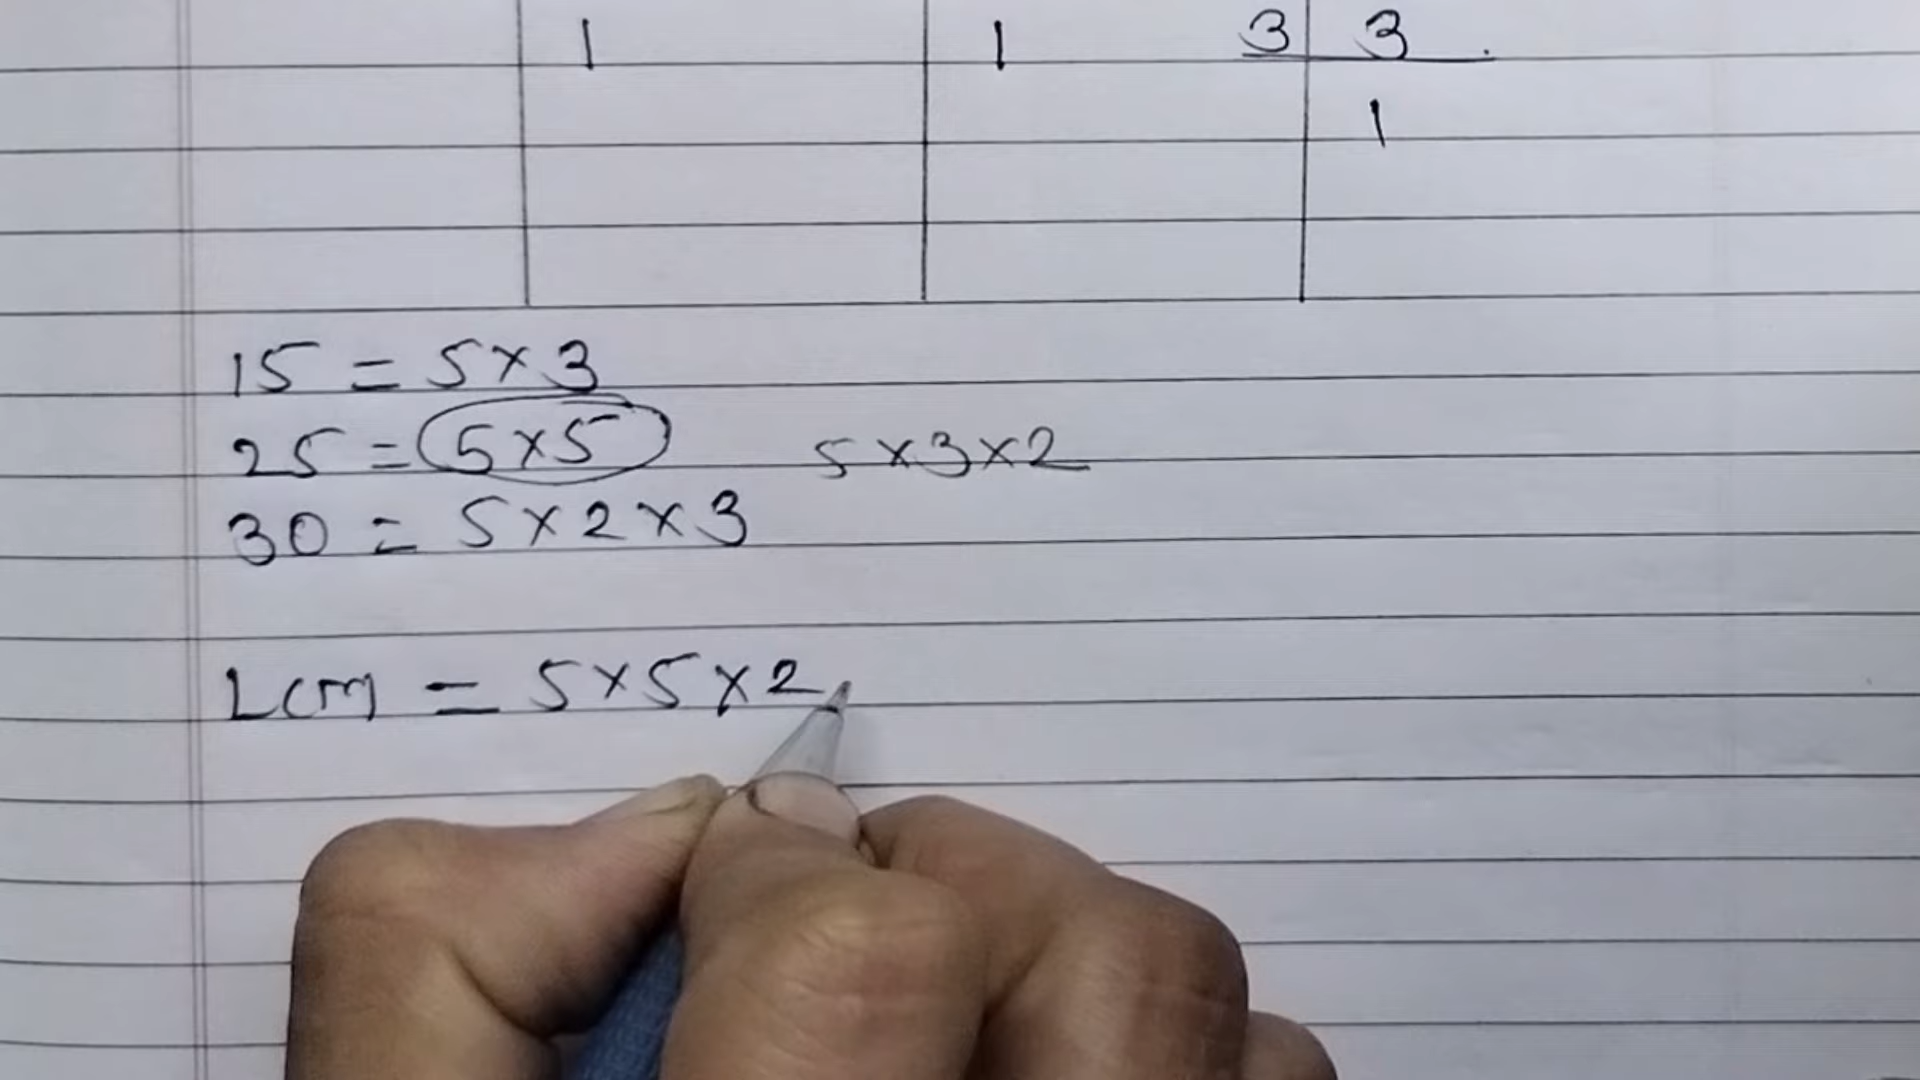 1 1 3 3
1
15 = 5×3
25 = 5×5 5×3×2
30 = 5×2×3
LCM = 5×5×2